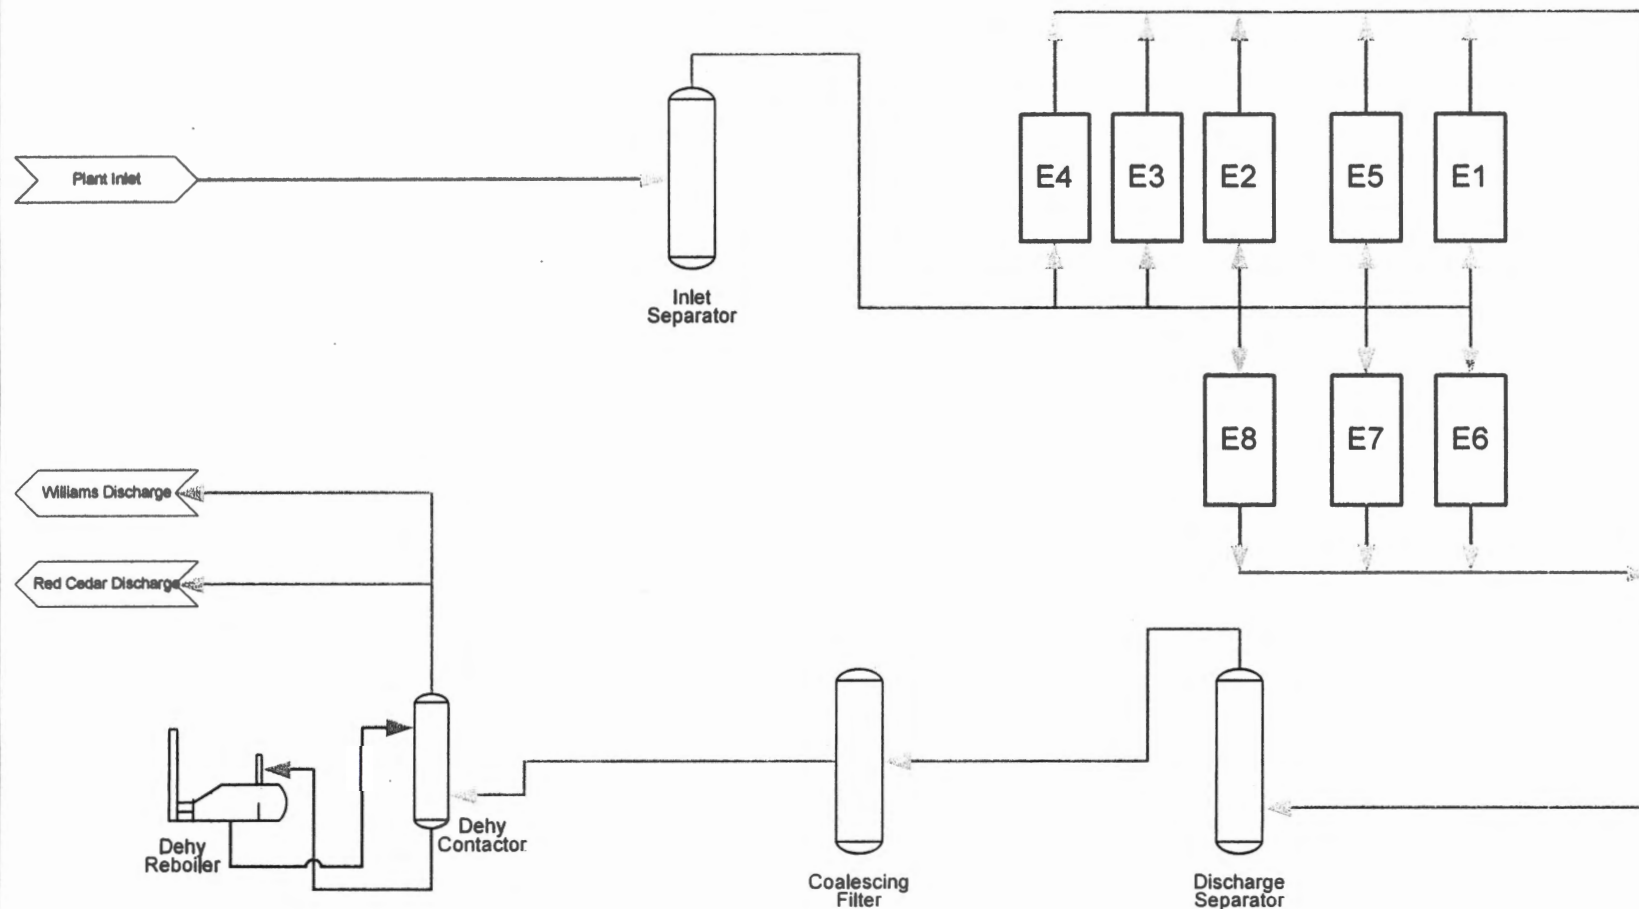 Plant Inlet
E4
E3
E2
E5
E1
Inlet
Separator
E8
E7
E6
Williams Discharge
Red Cedar Discharge
Dehy
Reboiler
Dehy
Contactor
Coalescing
Filter
Discharge
Separator